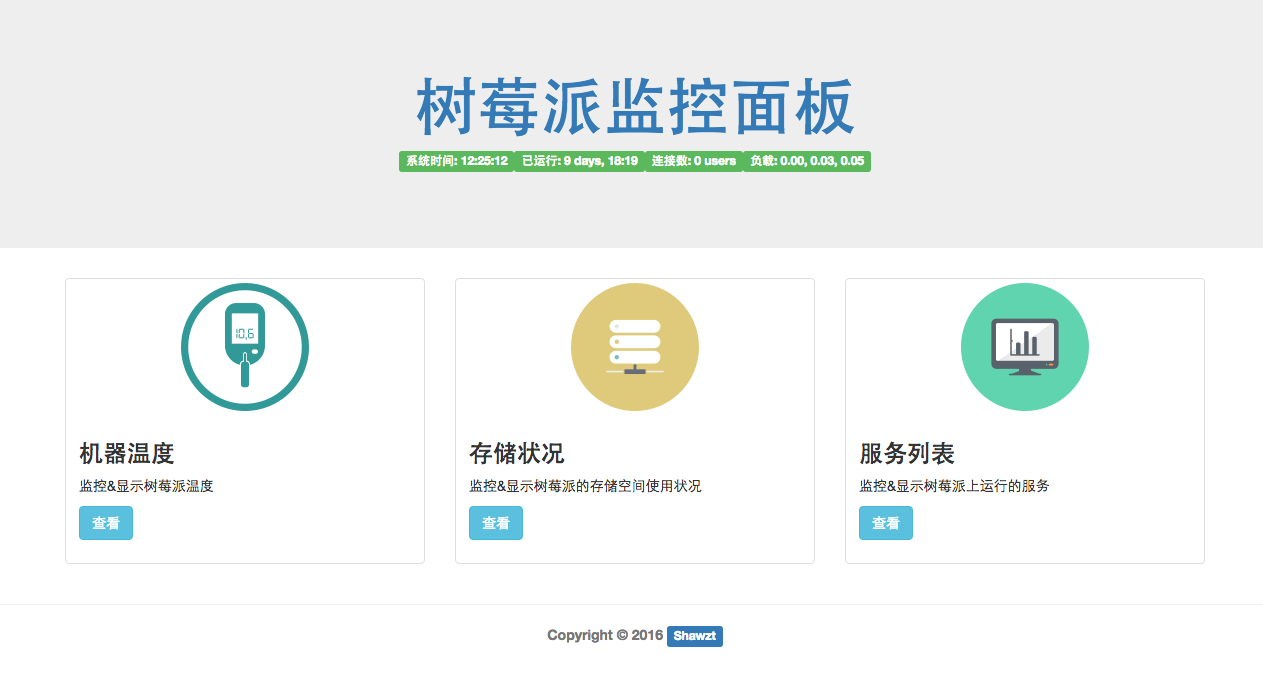 树莓派监控面板
系统时间: 12:25:12 已运行: 9 days, 16:19 连接数: 0 users 负载: 0.00, 0.03, 0.05
10,6
机器温度
监控&显示树莓派温度
查看
存储状况
监控&显示树莓派的存储空间使用状况
查看
服务列表
监控&显示树莓派上运行的服务
查看
Copyright © 2016 Shawzt